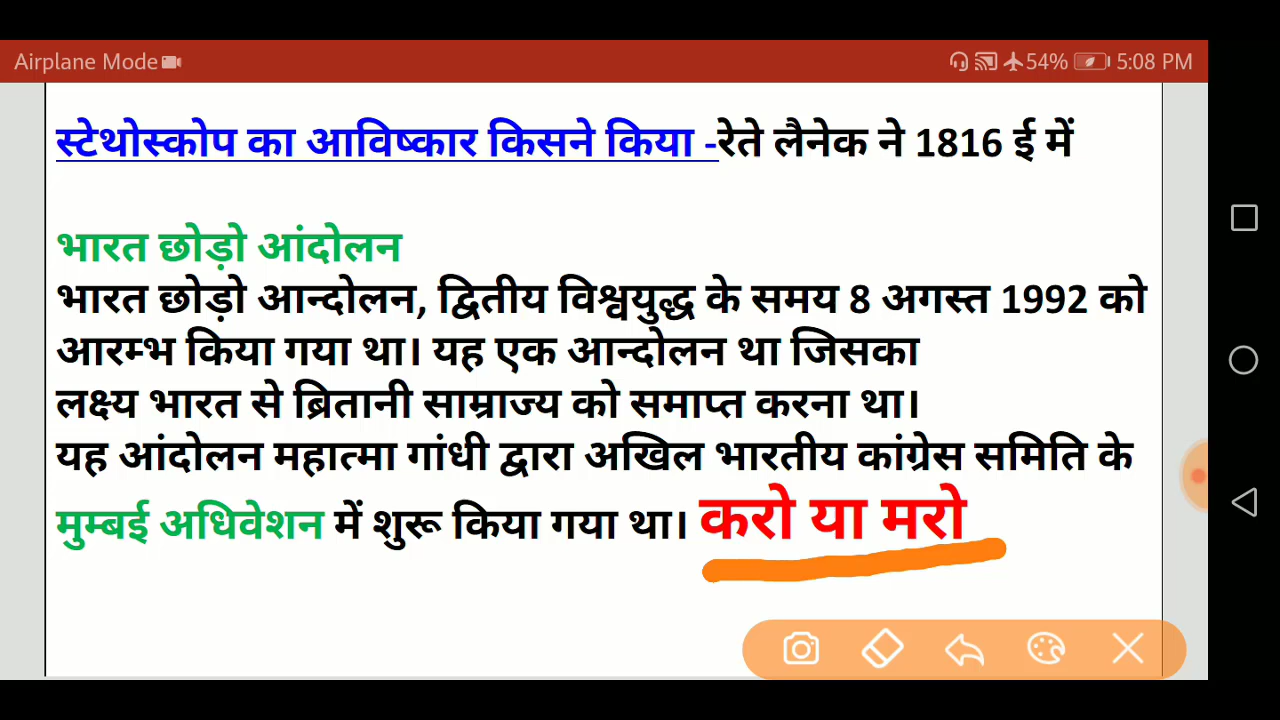 Airplane Mode 54% 5:08 PM
स्टेथोस्कोप का आविष्कार किसने किया -रेते लैनेक ने 1816 ई में
भारत छोड़ो आंदोलन
भारत छोड़ो आन्दोलन, द्वितीय विश्वयुद्ध के समय 8 अगस्त 1992 को
आरम्भ किया गया था। यह एक आन्दोलन था जिसका
लक्ष्य भारत से ब्रितानी साम्राज्य को समाप्त करना था।
यह आंदोलन महात्मा गांधी द्वारा अखिल भारतीय कांग्रेस समिति के
मुम्बई अधिवेशन में शुरू किया गया था। करो या मरो